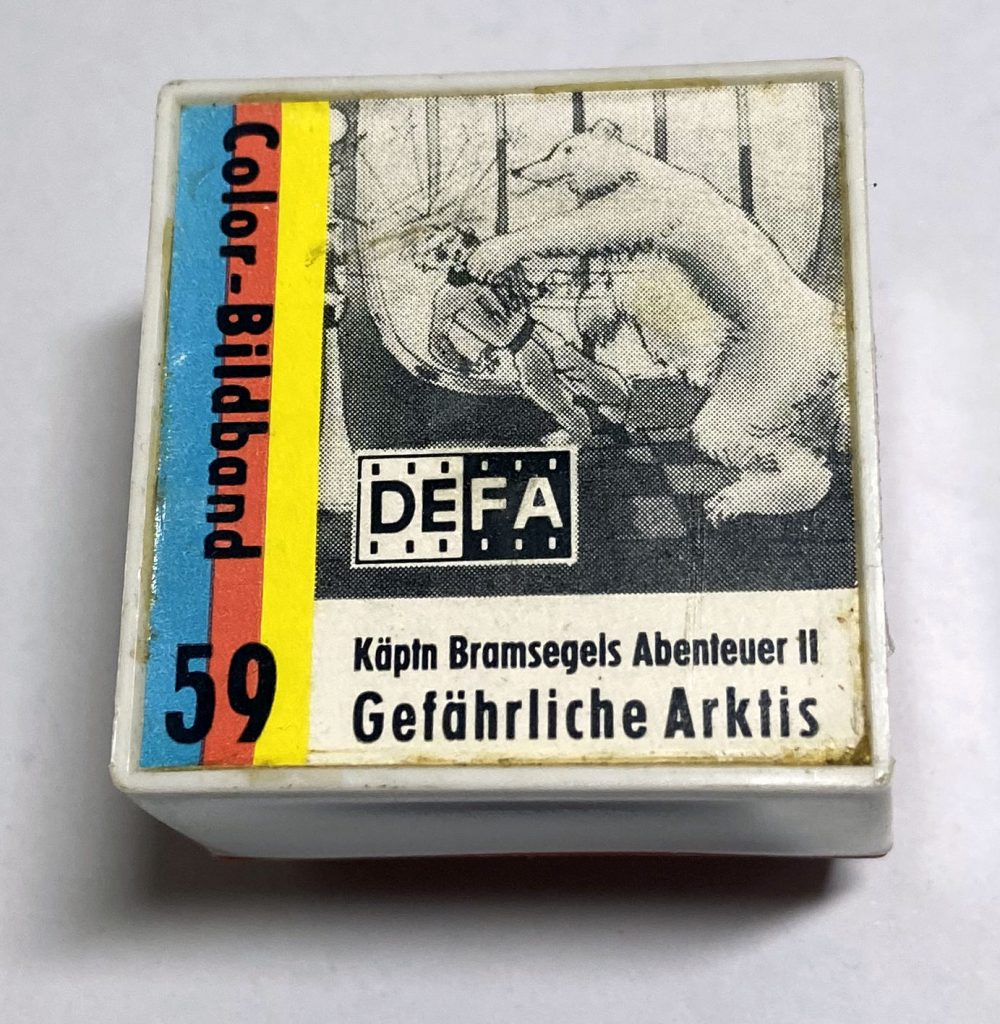 Color-Bildband
59
DEFA
Käptn Bramsegels Abenteuer II
Gefährliche Arktis